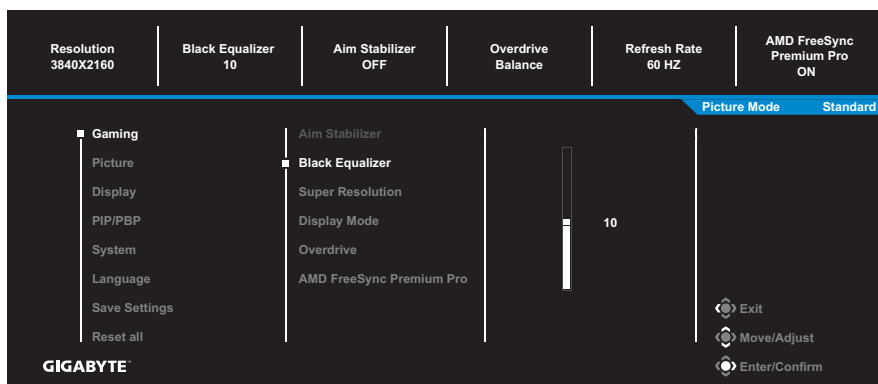 Resolution
3840X2160
Black Equalizer
10
Aim Stabilizer
OFF
Overdrive
Balance
Refresh Rate
60 HZ
AMD FreeSync
Premium Pro
ON
Picture Mode Standard
Gaming
Picture
Display
PIP/PBP
System
Language
Save Settings
Reset all
Aim Stabilizer
Black Equalizer
Super Resolution
Display Mode
Overdrive
AMD FreeSync Premium Pro
10
Exit
Move/Adjust
Enter/Confirm
GIGABYTE™